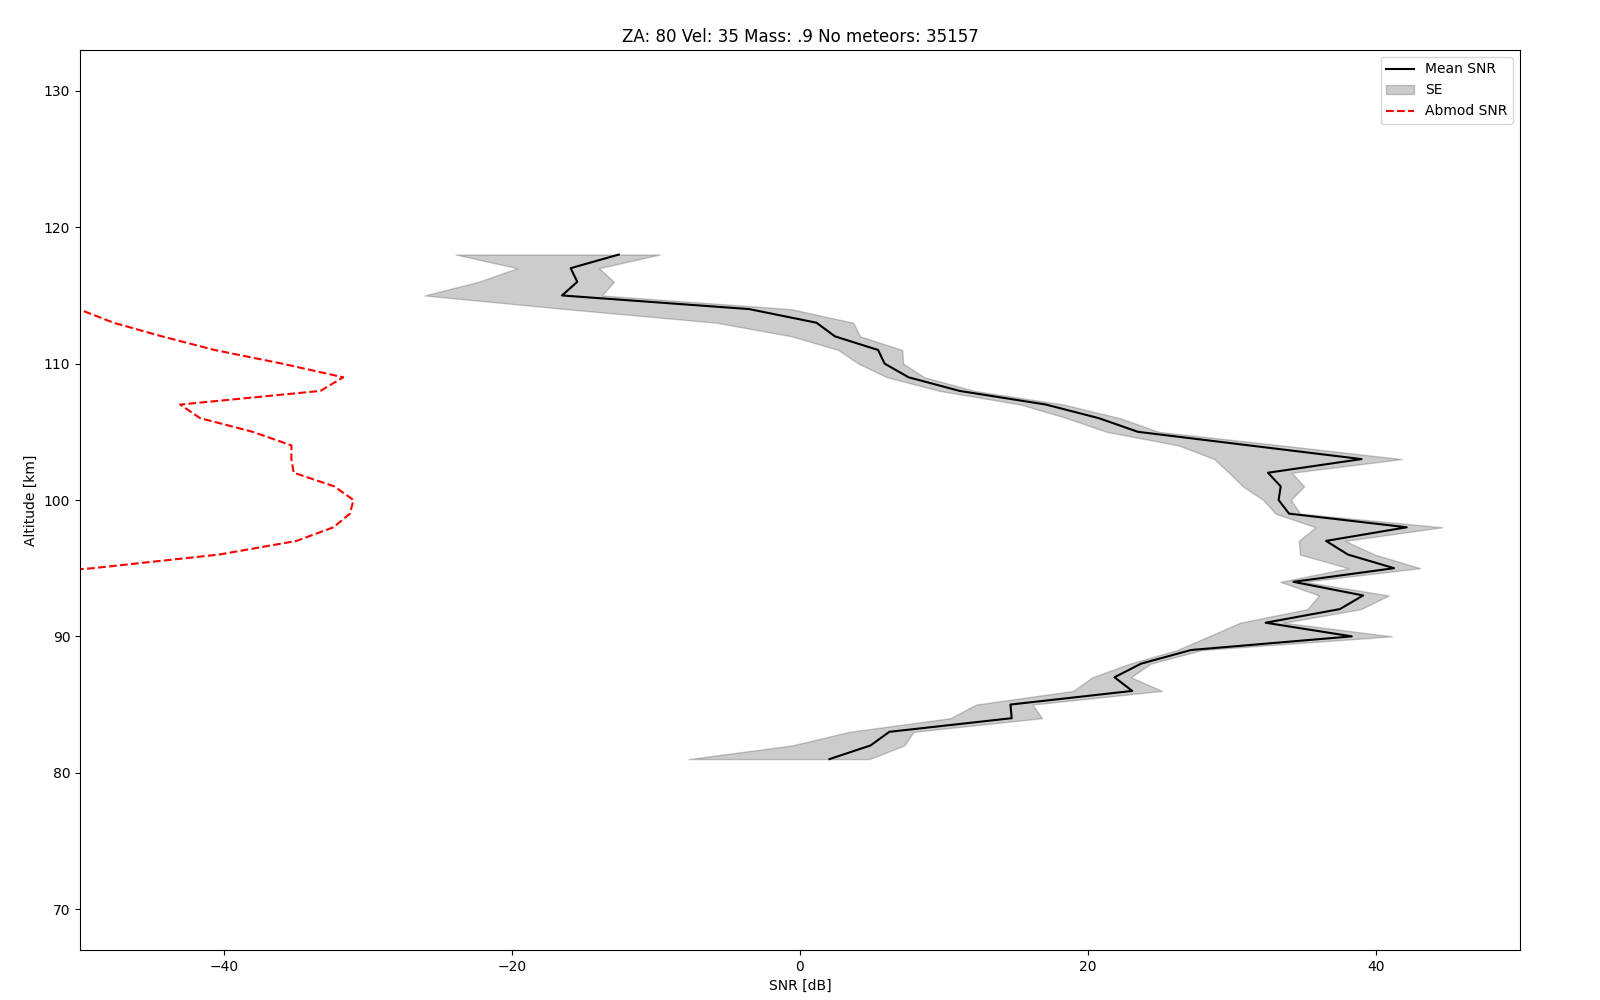 ZA: 80 Vel: 35 Mass: .9 No meteors: 35157
Mean SNR
SE
Abmod SNR
130
120
110
100
90
80
70
Altitude [km]
−40
−20
0
20
40
SNR [dB]